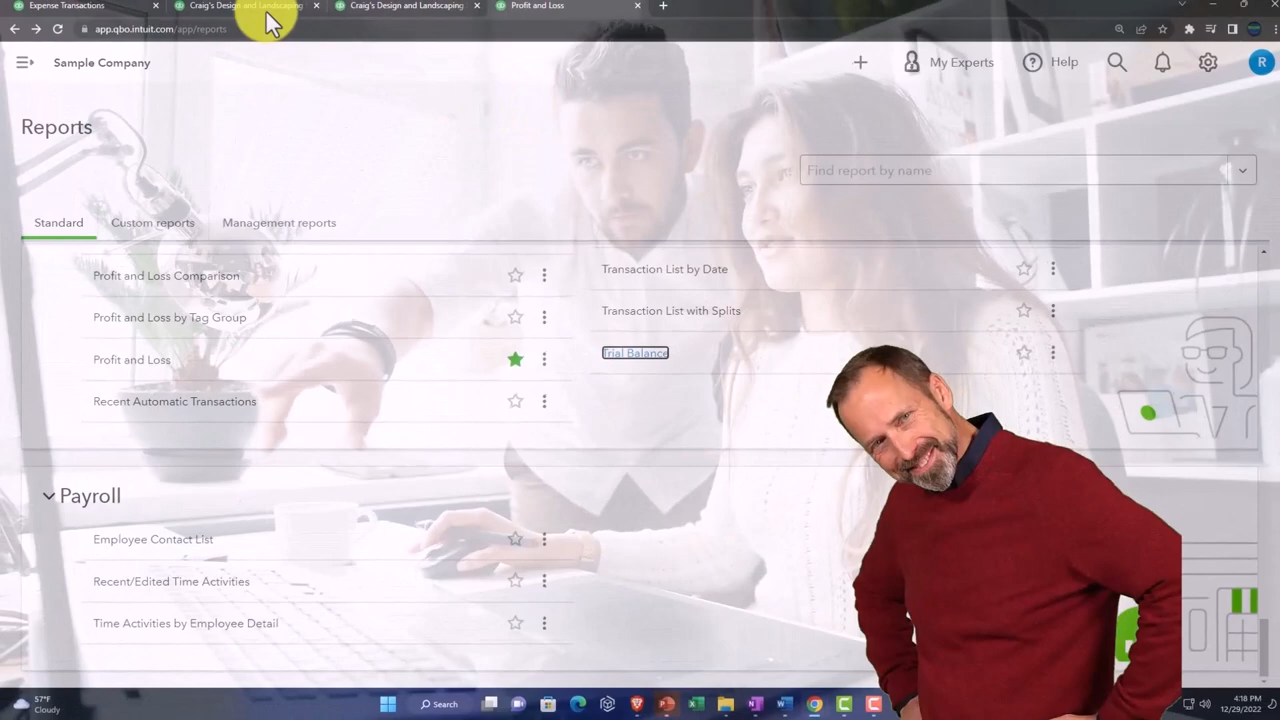 Expense Transactions
Craig's Design and Landscaping
Craig's Design and Landscaping
Profit and Loss
app.qbo.intuit.com/app/reports
Sample Company
My Experts
Help
R
Reports
Find report by name
Standard
Custom reports
Management reports
Profit and Loss Comparison
Transaction List by Date
Profit and Loss by Tag Group
Transaction List with Splits
Profit and Loss
Trial Balance
Recent Automatic Transactions
Payroll
Employee Contact List
Recent/Edited Time Activities
Time Activities by Employee Detail
57°F
Cloudy
Search
4:18 PM
12/29/2022